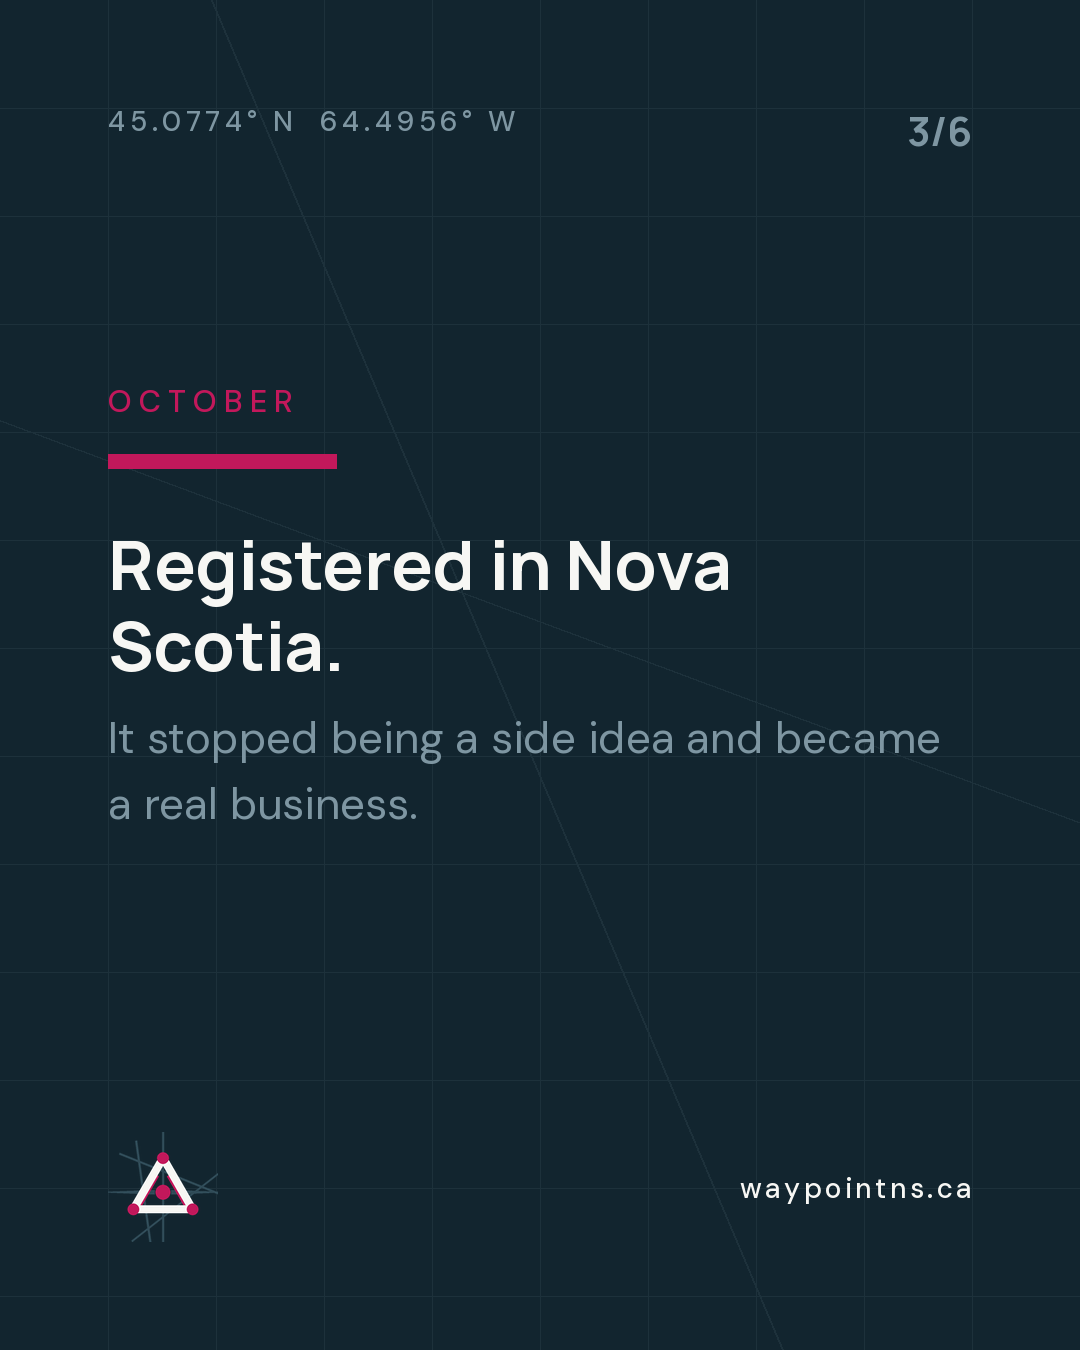 45.0774° N  64.4956° W
3/6
OCTOBER
Registered in Nova
Scotia.
It stopped being a side idea and became
a real business.
waypointns.ca